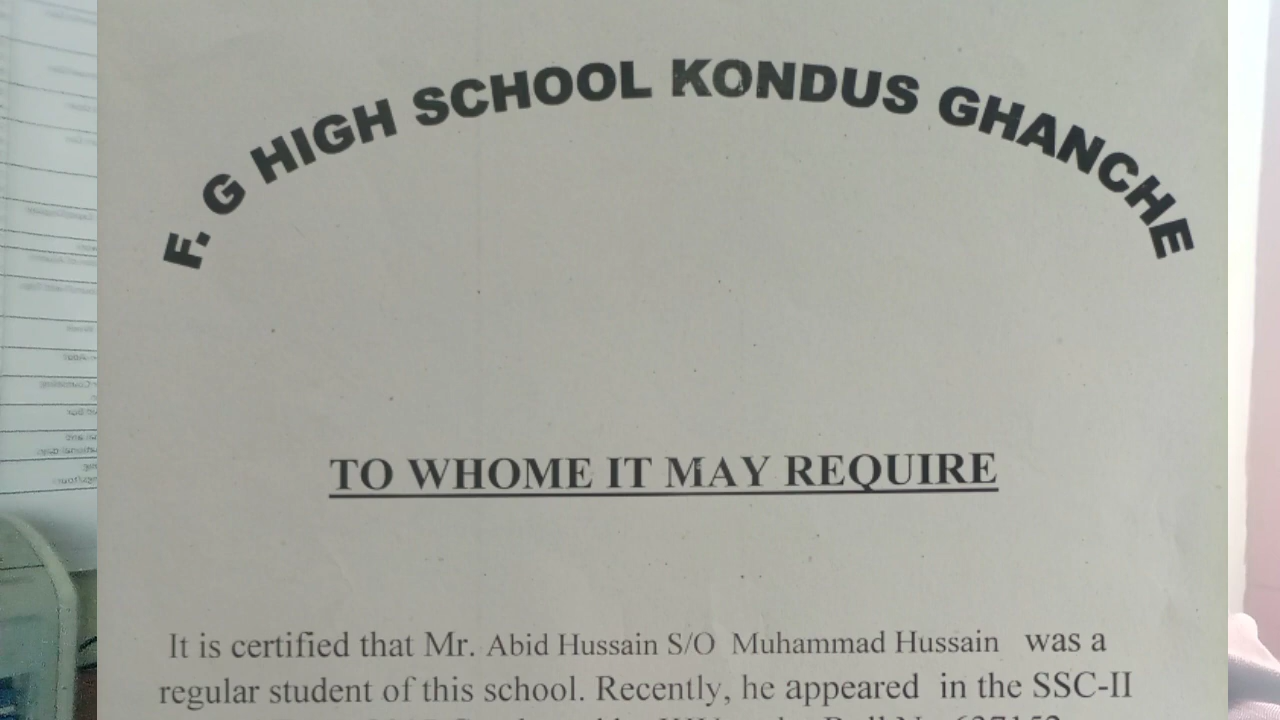 F. G HIGH SCHOOL KONDUS GHANCHE
TO WHOME IT MAY REQUIRE
It is certified that Mr. Abid Hussain S/O Muhammad Hussain was a
regular student of this school. Recently, he appeared in the SSC-II